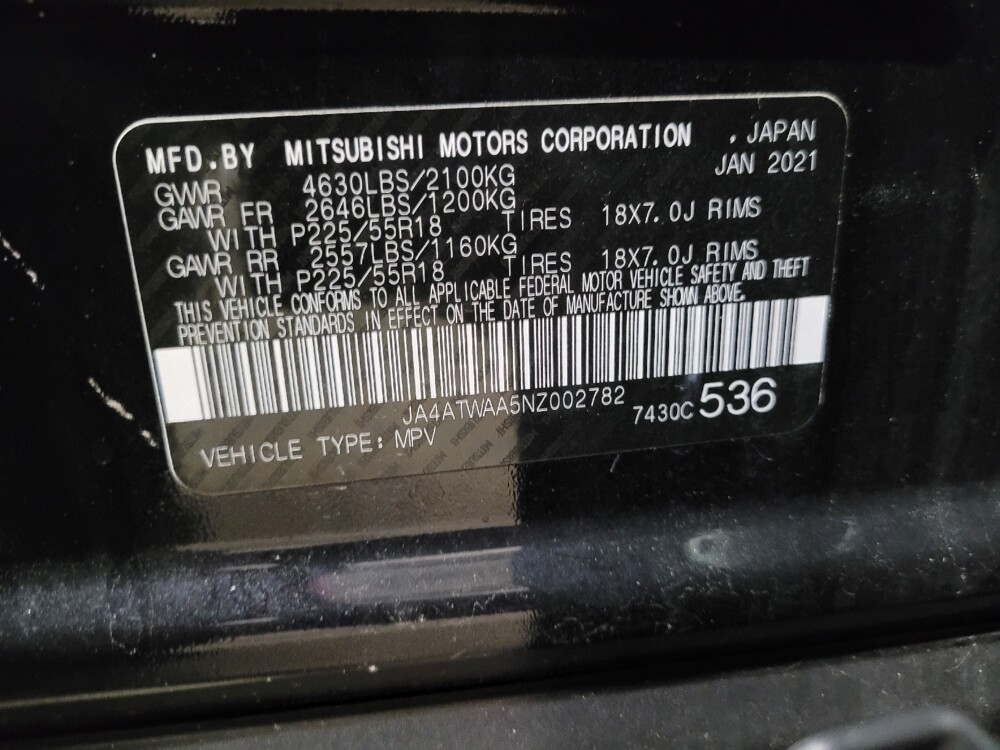 MFD.BY MITSUBISHI MOTORS CORPORATION , JAPAN
JAN 2021
GVWR 4630LBS/2100KG
GAWR FR 2646LBS/1200KG
WITH P225/55R18 TIRES 18X7.0J RIMS
GAWR RR 2557LBS/1160KG
WITH P225/55R18 TIRES 18X7.0J RIMS
THIS VEHICLE CONFORMS TO ALL APPLICABLE FEDERAL MOTOR VEHICLE SAFETY AND THEFT
PREVENTION STANDARDS IN EFFECT ON THE DATE OF MANUFACTURE SHOWN ABOVE.
JA4ATWAA5NZ002782
7430C 536
VEHICLE TYPE: MPV